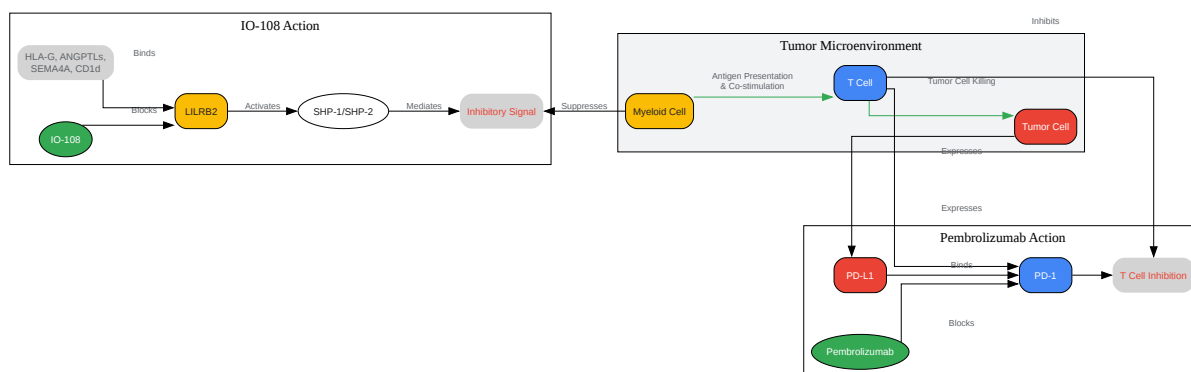 Inhibits
IO-108 Action
HLA-G, ANGPTLs,
SEMA4A, CD1d
Binds
Blocks
IO-108
LILRB2
Activates
SHP-1/SHP-2
Mediates
Inhibitory Signal
Suppresses
Tumor Microenvironment
Myeloid Cell
Antigen Presentation
& Co-stimulation
T Cell
Tumor Cell Killing
Tumor Cell
Expresses
Expresses
Pembrolizumab Action
PD-L1
Binds
PD-1
T Cell Inhibition
Blocks
Pembrolizumab